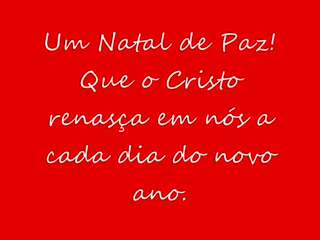 Um Natal de Paz!
Que o Cristo
renasça em nós a
cada dia do novo
ano.